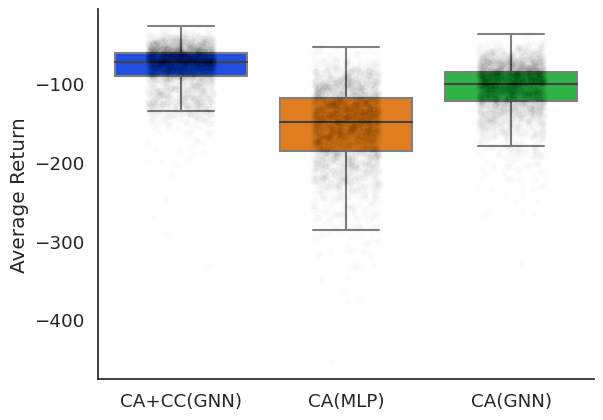 Average Return
−100
−200
−300
−400
CA+CC(GNN)
CA(MLP)
CA(GNN)